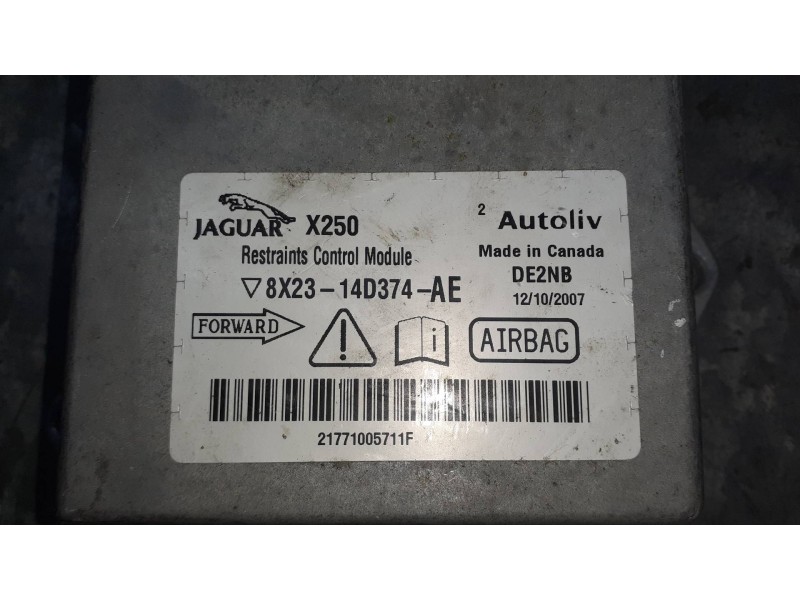 JAGUAR X250
2 Autoliv
Restraints Control Module
Made in Canada
8X23-14D374-AE
DE2NB
12/10/2007
FORWARD
AIRBAG
21771005711F